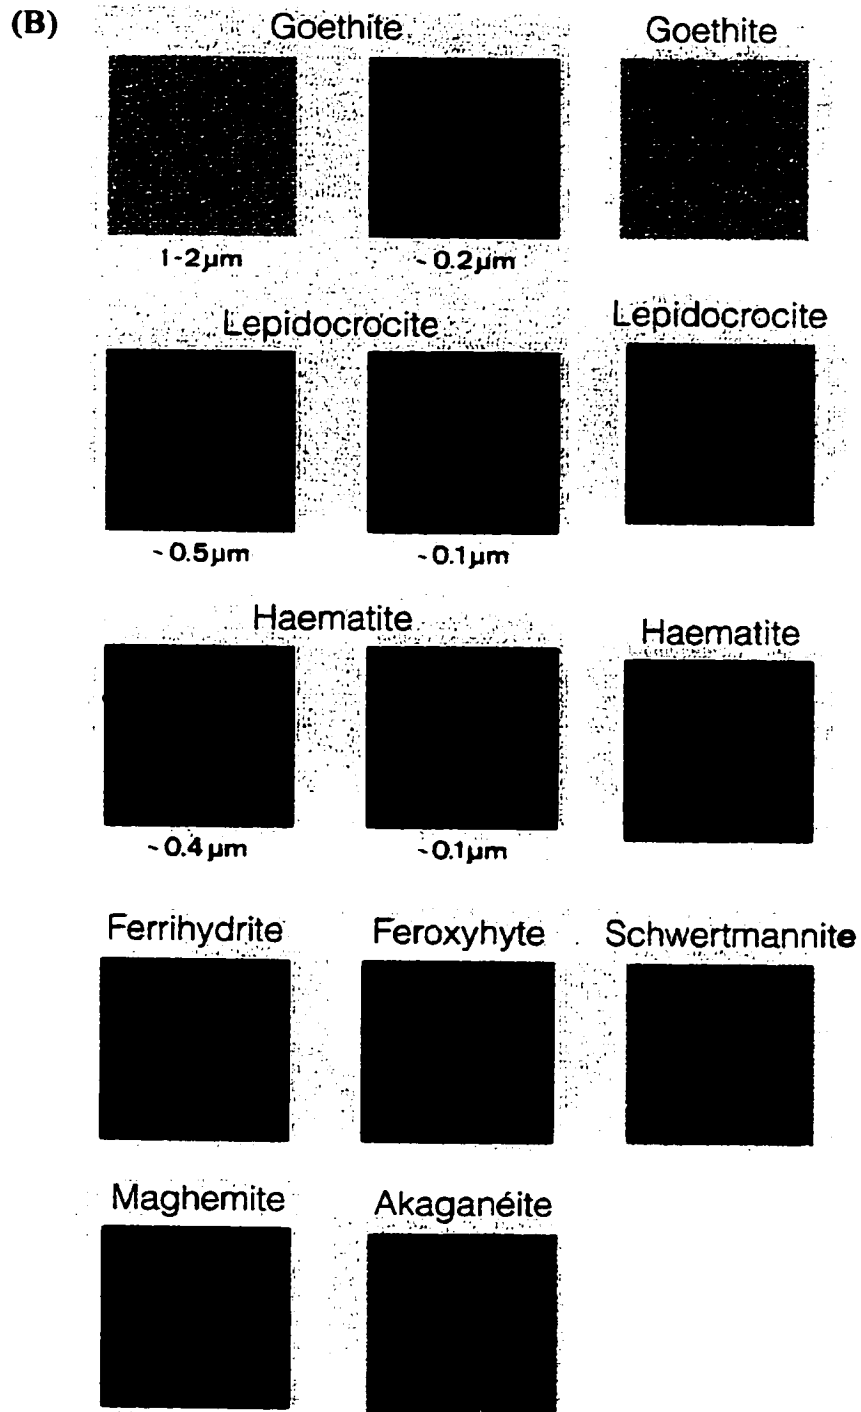 (B)
Goethite Goethite
1-2µm ~0.2µm
Lepidocrocite Lepidocrocite
~0.5µm ~0.1µm
Haematite Haematite
~0.4µm ~0.1µm
Ferrihydrite Feroxyhyte Schwertmannite
Maghemite Akaganéite